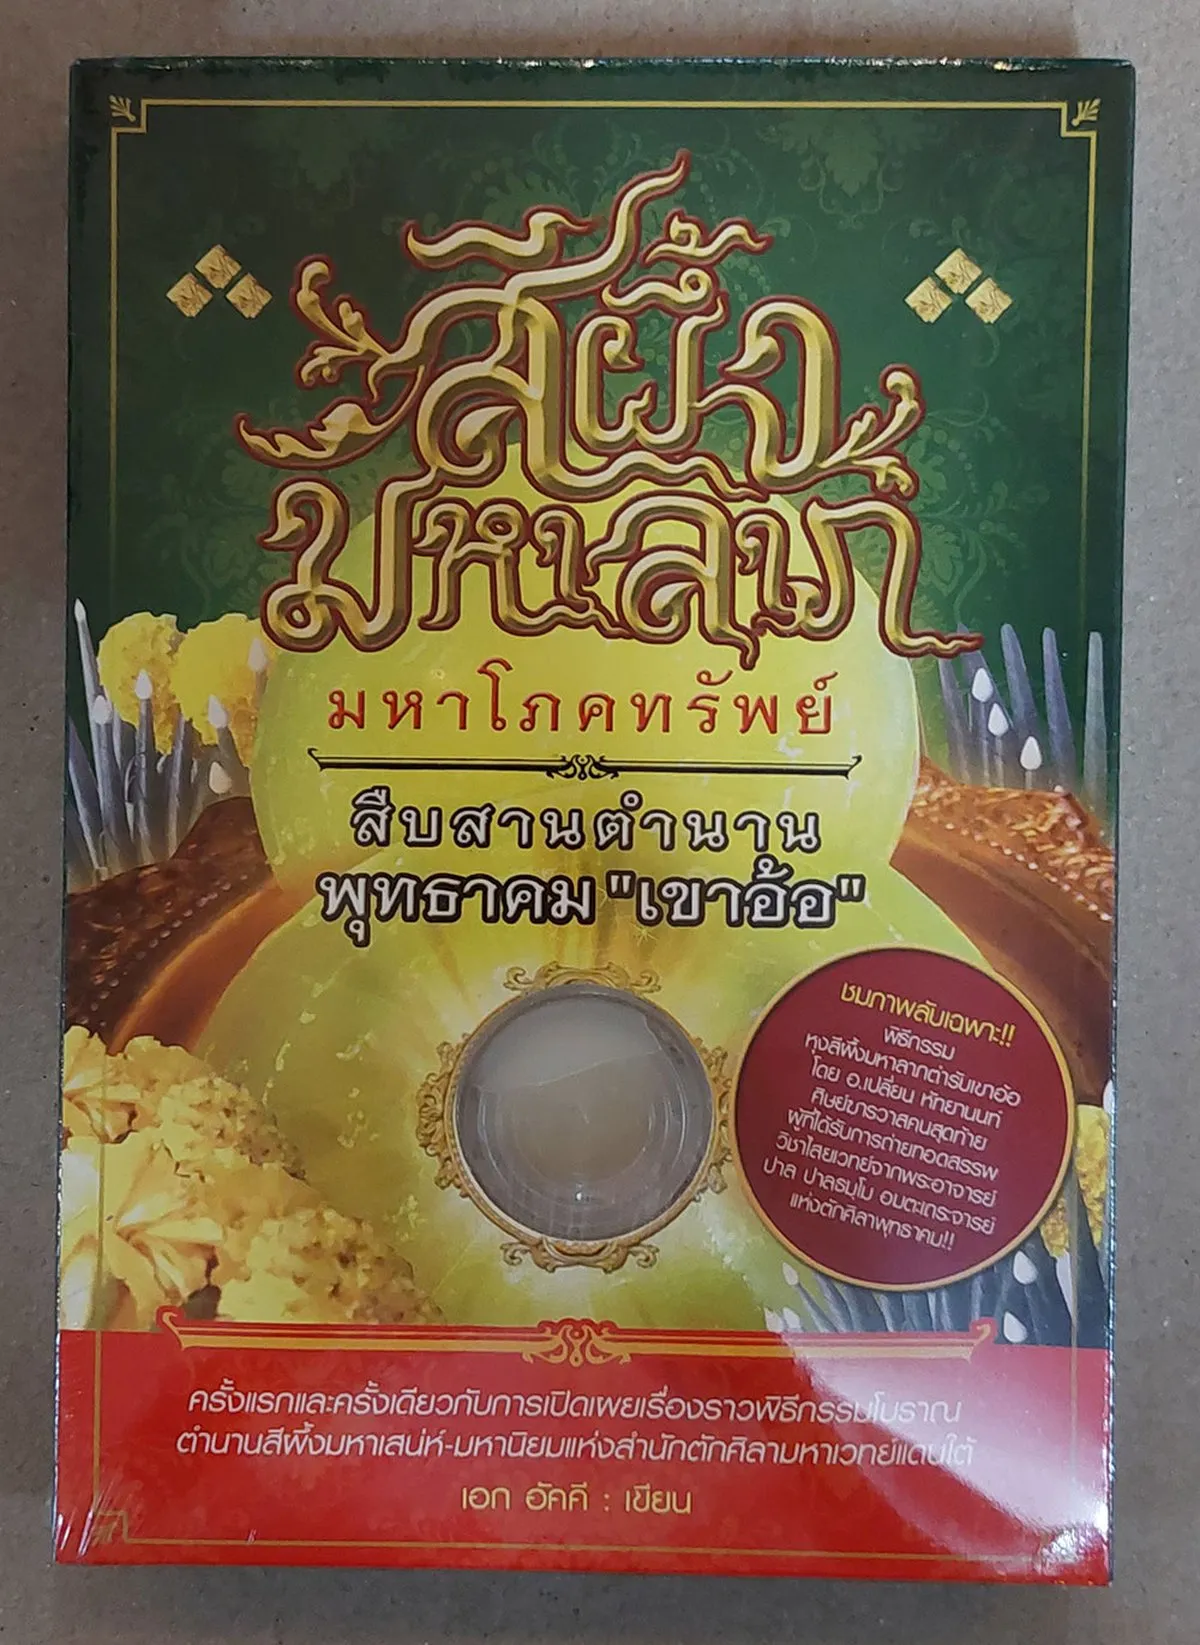 สีผึ้ง
มหาลาภ
มหาโภคทรัพย์
สืบสานตำนาน
พุทธาคม "เขาอ้อ"
ชมภาพลับเฉพาะ!!
พิธีกรรม
หุงสีผึ้งมหาลาภตำรับเขาอ้อ
โดย อ.เปลี่ยน หัทยานนท์
ศิษย์ฆารวาสคนสุดท้าย
ผู้ที่ได้รับการถ่ายทอดสรรพ
วิชาไสยเวทย์จากพระอาจารย์
ปาล ปาลธมฺโม อมตะเถระจารย์
แห่งตักศิลาพุทธาคม!!
ครั้งแรกและครั้งเดียวกับการเปิดเผยเรื่องราวพิธีกรรมโบราณ
ตำนานสีผึ้งมหาเสน่ห์-มหานิยมแห่งสำนักตักศิลามหาเวทย์แดนใต้
เอก อัคคี : เขียน